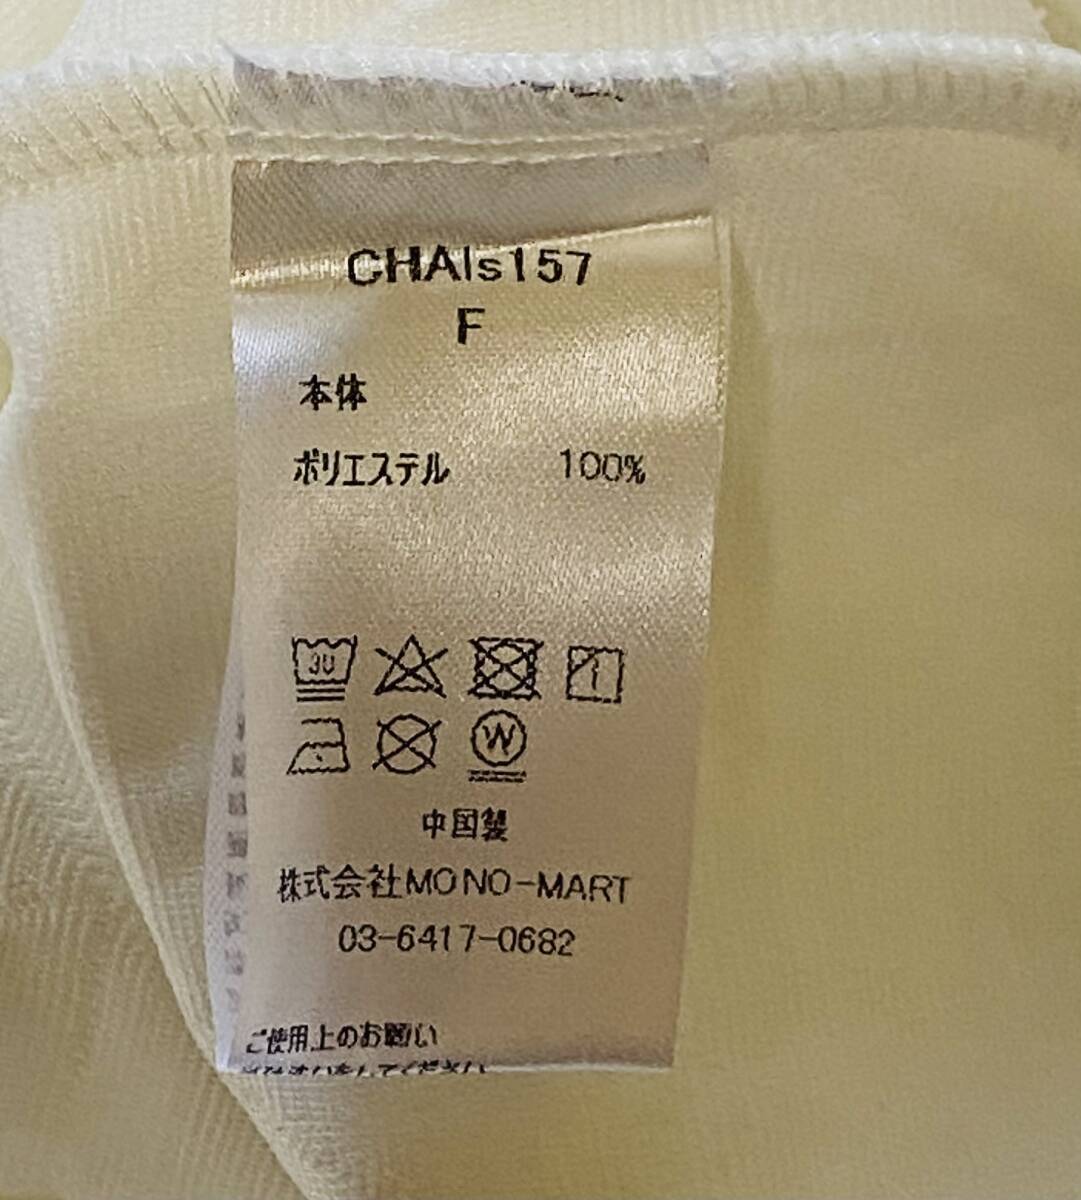 CHAIs157
F
本体
ポリエステル 100%
30
W
中国製
株式会社MONO-MART
03-6417-0682
ご使用上のお願い